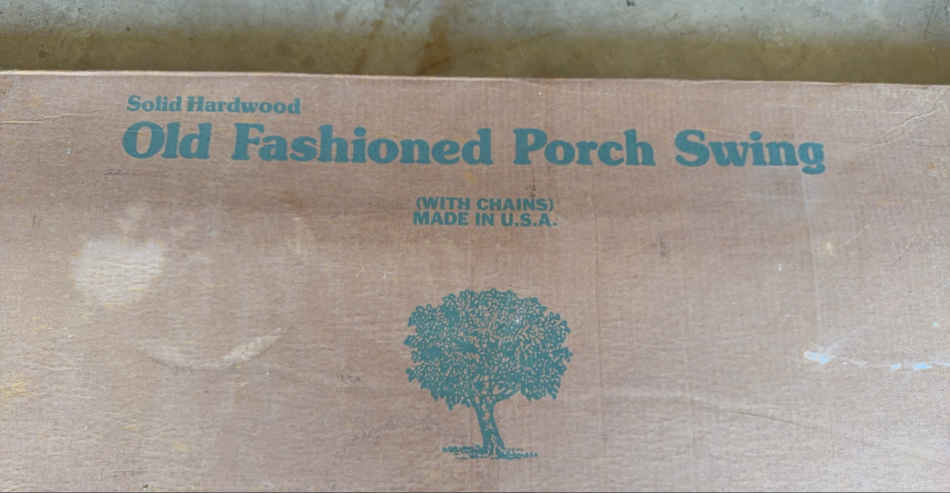 Solid Hardwood
Old Fashioned Porch Swing
(WITH CHAINS)
MADE IN U.S.A.